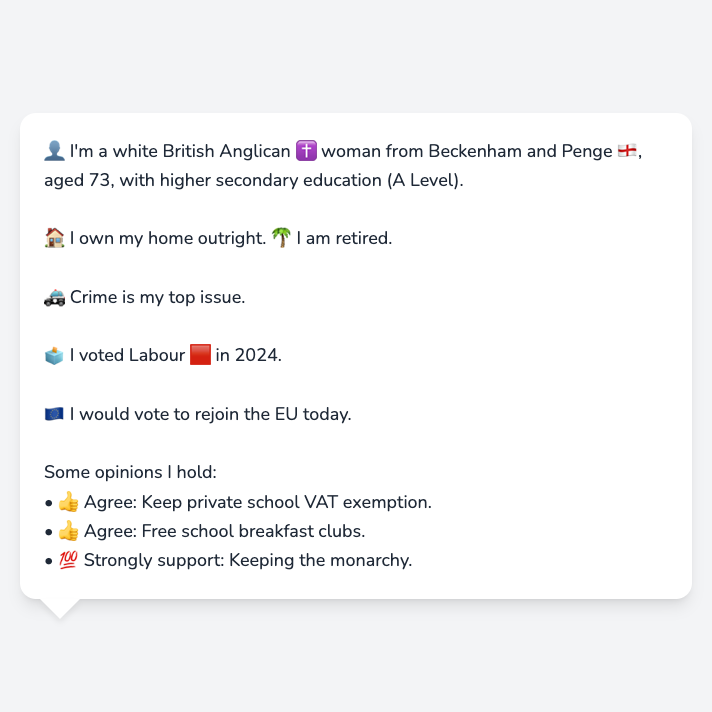 👤 I'm a white British Anglican ✝️ woman from Beckenham and Penge 🏴󠁧󠁢󠁥󠁮󠁧󠁿,
aged 73, with higher secondary education (A Level).
🏠 I own my home outright. 🌴 I am retired.
🚓 Crime is my top issue.
🗳️ I voted Labour 🟥 in 2024.
🇪🇺 I would vote to rejoin the EU today.
Some opinions I hold:
• 👍 Agree: Keep private school VAT exemption.
• 👍 Agree: Free school breakfast clubs.
• 💯 Strongly support: Keeping the monarchy.